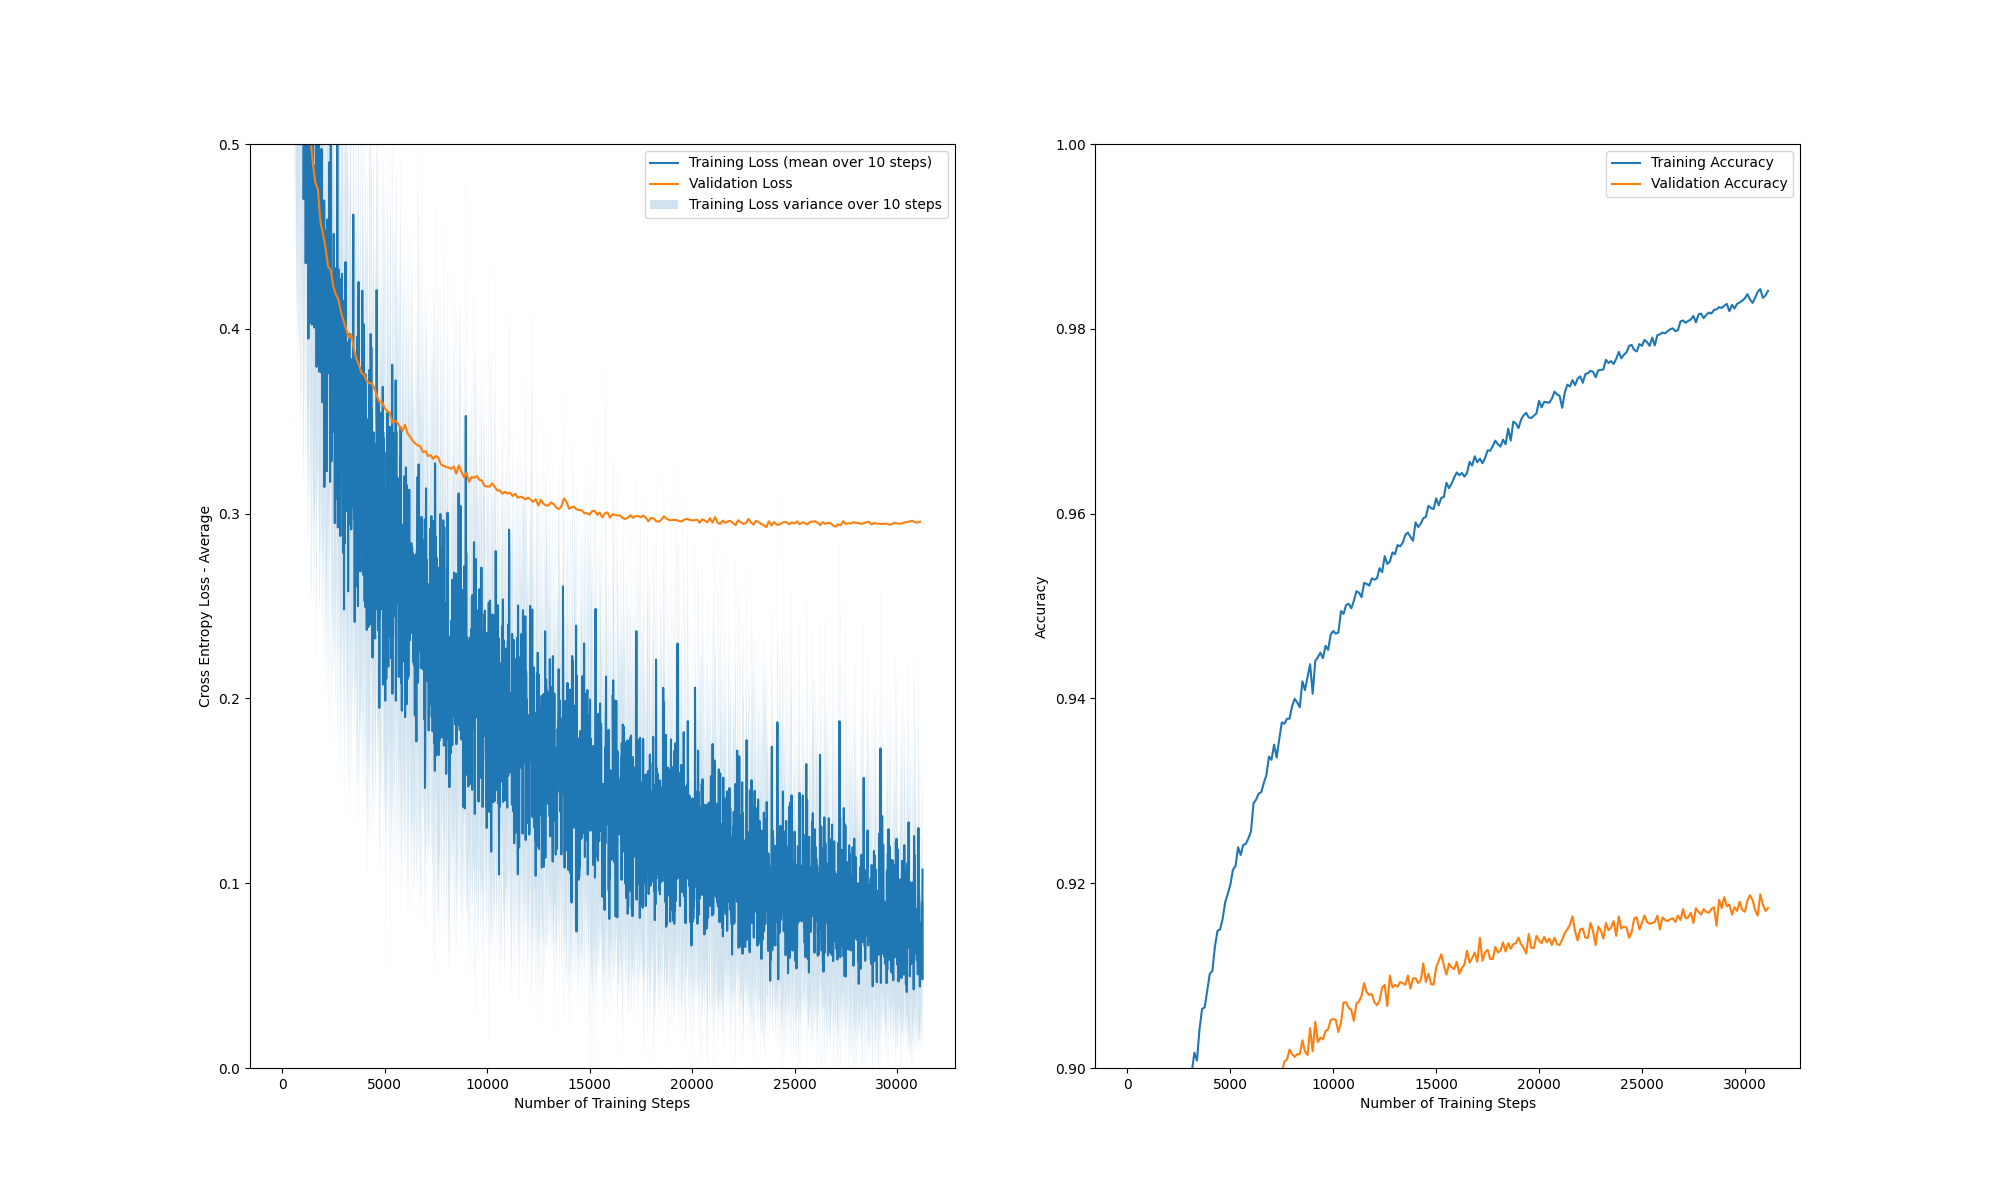 0.5
0.4
0.3
0.2
0.1
0.0
Cross Entropy Loss - Average
Training Loss (mean over 10 steps)
Validation Loss
Training Loss variance over 10 steps
0 5000 10000 15000 20000 25000 30000
Number of Training Steps
1.00
0.98
0.96
0.94
0.92
0.90
Accuracy
Training Accuracy
Validation Accuracy
0 5000 10000 15000 20000 25000 30000
Number of Training Steps